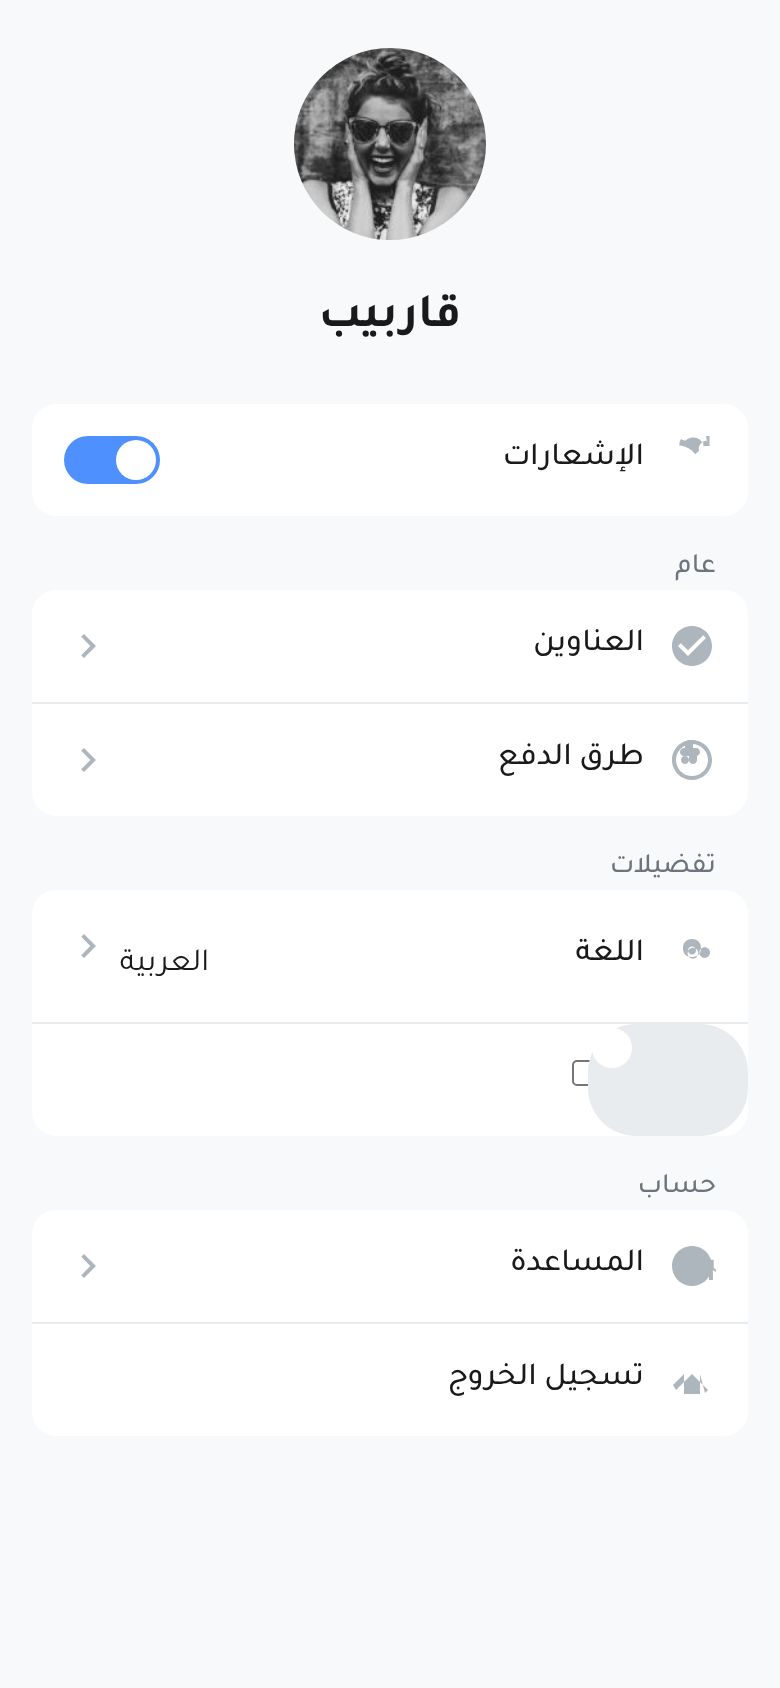 قاربيب
الإشعارات
عام
العناوين
طرق الدفع
تفضيلات
اللغة
العربية
حساب
المساعدة
تسجيل الخروج